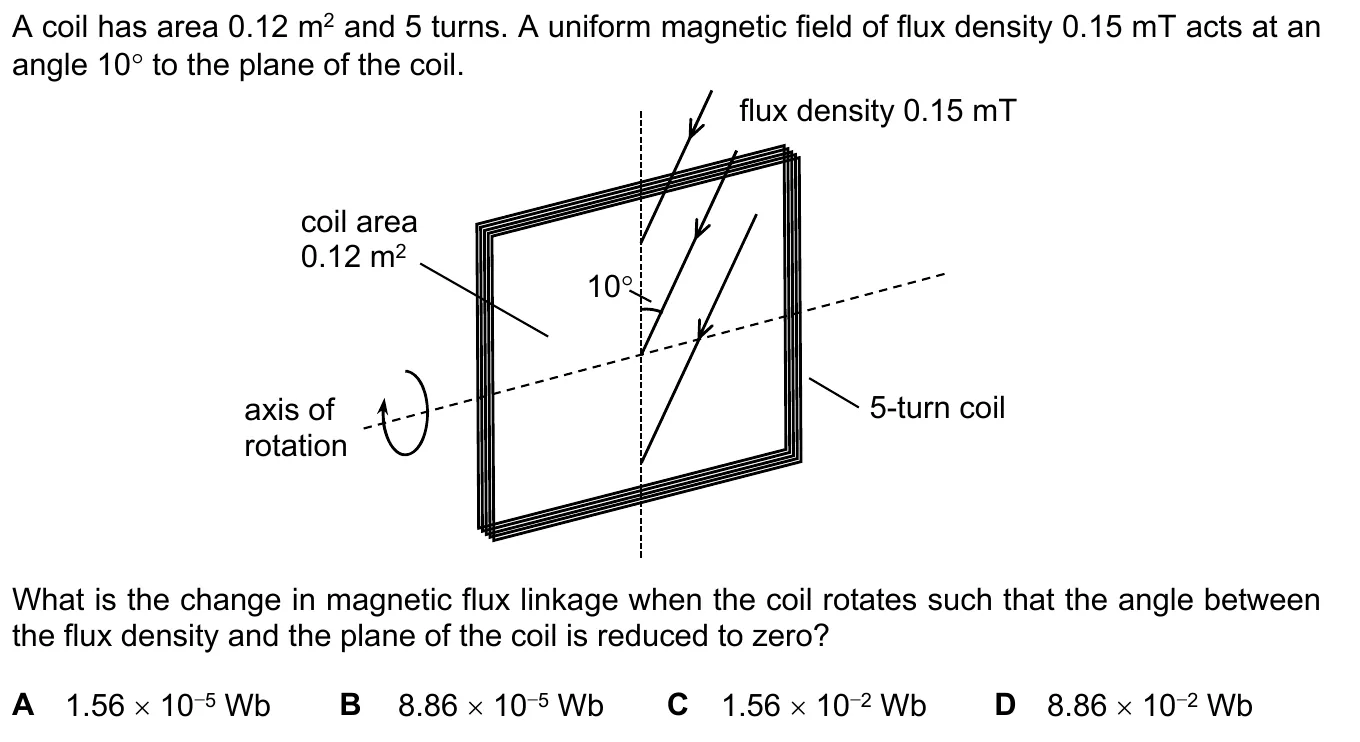 A coil has area 0.12 m² and 5 turns. A uniform magnetic field of flux density 0.15 mT acts at an
angle 10° to the plane of the coil.
flux density 0.15 mT
coil area
0.12 m²
10°
axis of
rotation
5-turn coil
What is the change in magnetic flux linkage when the coil rotates such that the angle between
the flux density and the plane of the coil is reduced to zero?
A 1.56 × 10⁻⁵ Wb B 8.86 × 10⁻⁵ Wb C 1.56 × 10⁻² Wb D 8.86 × 10⁻² Wb